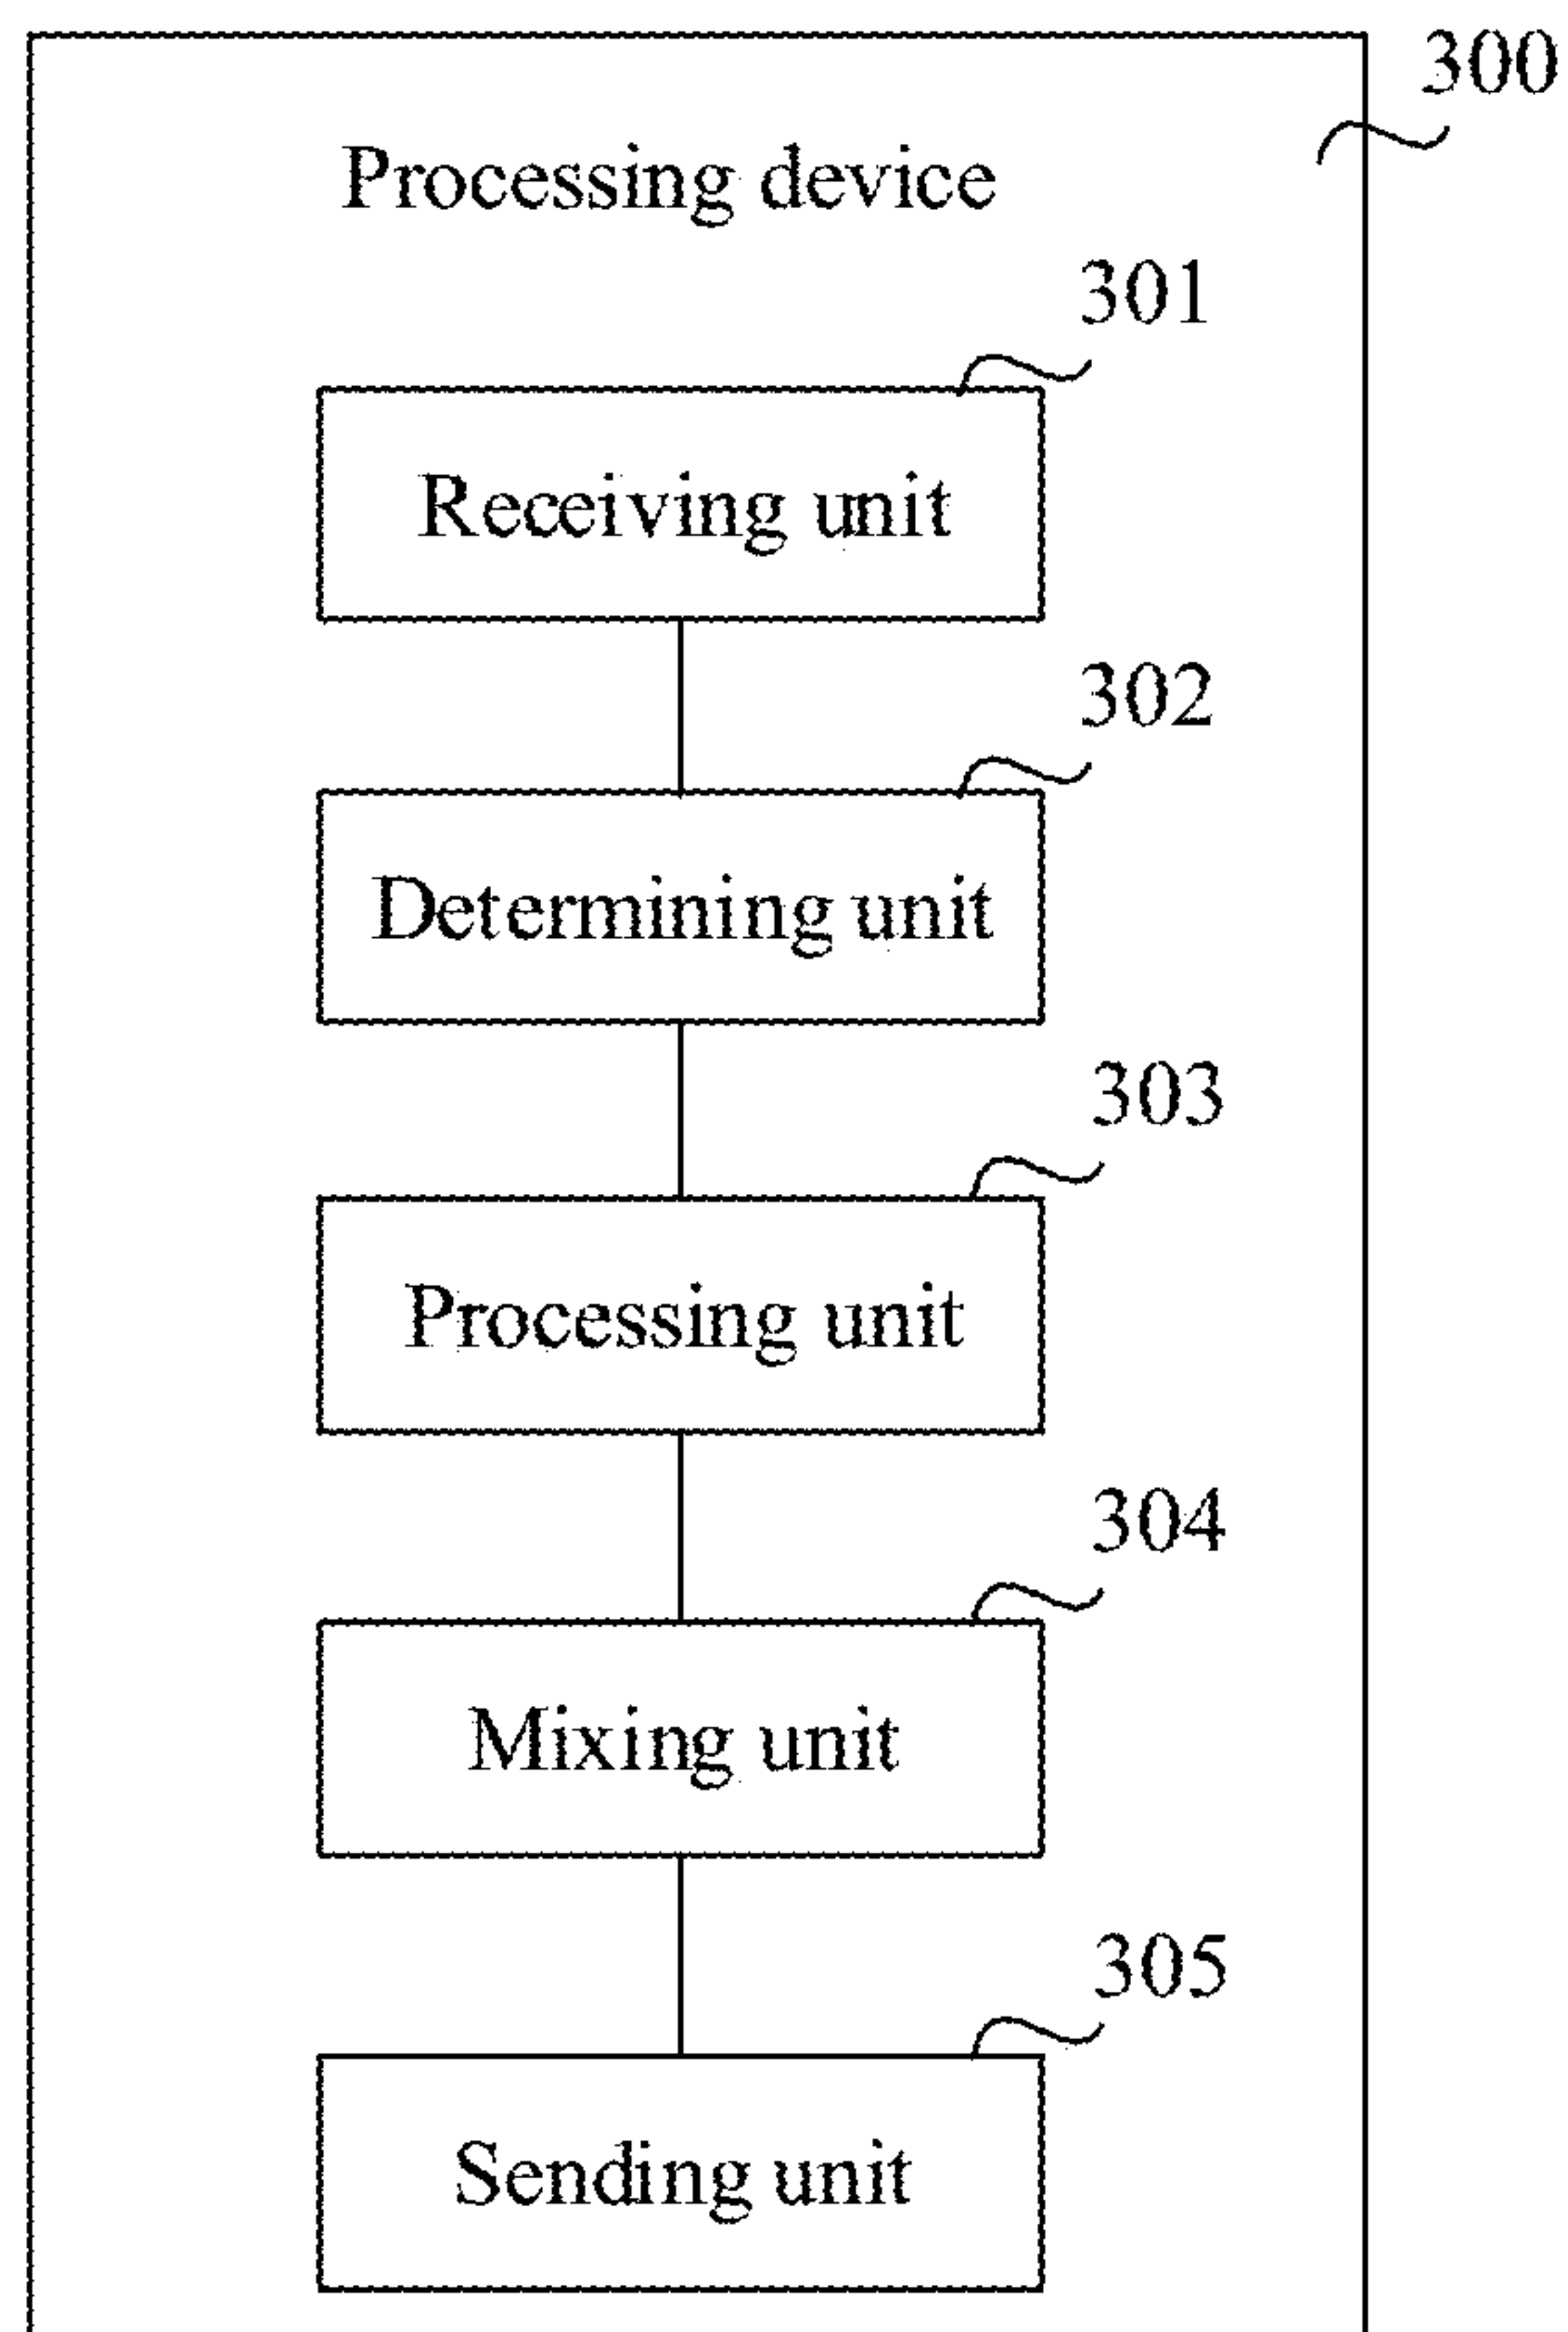 300
Processing device
301
Receiving unit
302
Determining unit
303
Processing unit
304
Mixing unit
305
Sending unit